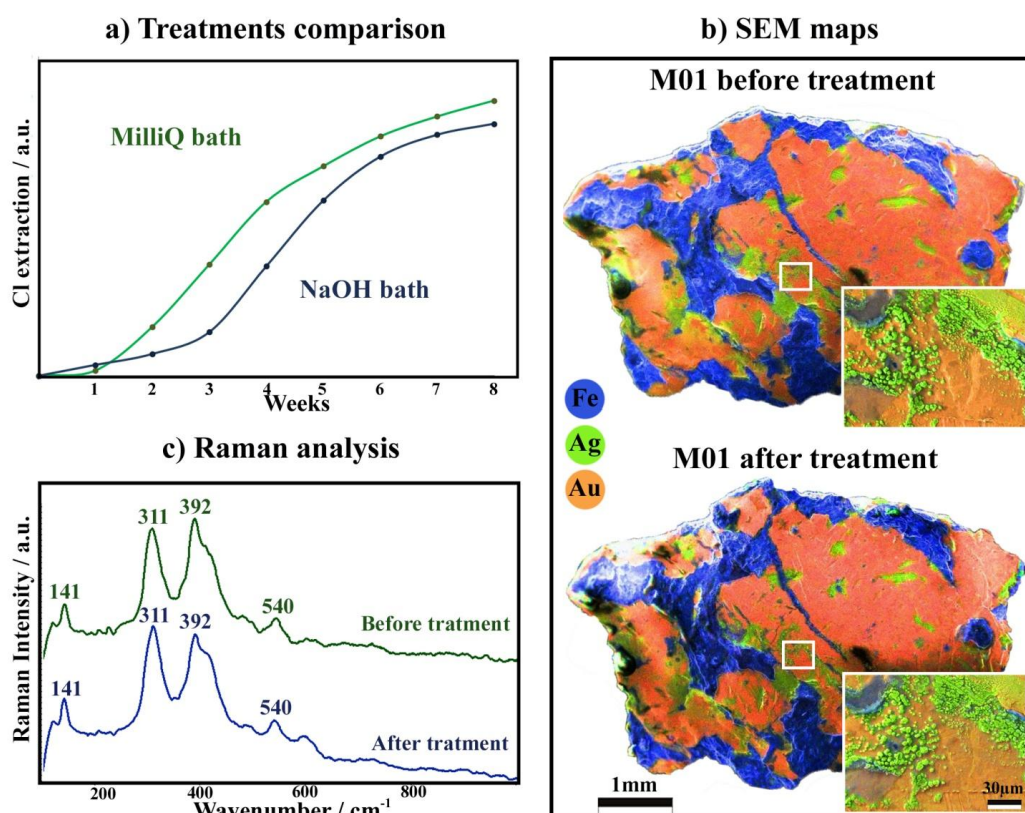 a) Treatments comparison
Cl extraction / a.u.
MilliQ bath
NaOH bath
1 2 3 4 5 6 7 8
Weeks
b) SEM maps
M01 before treatment
Fe
Ag
Au
M01 after treatment
1mm
30µm
c) Raman analysis
Raman Intensity / a.u.
141 311 392 540
Before tratment
141 311 392 540
After tratment
200 400 600 800
Wavenumber / cm-1